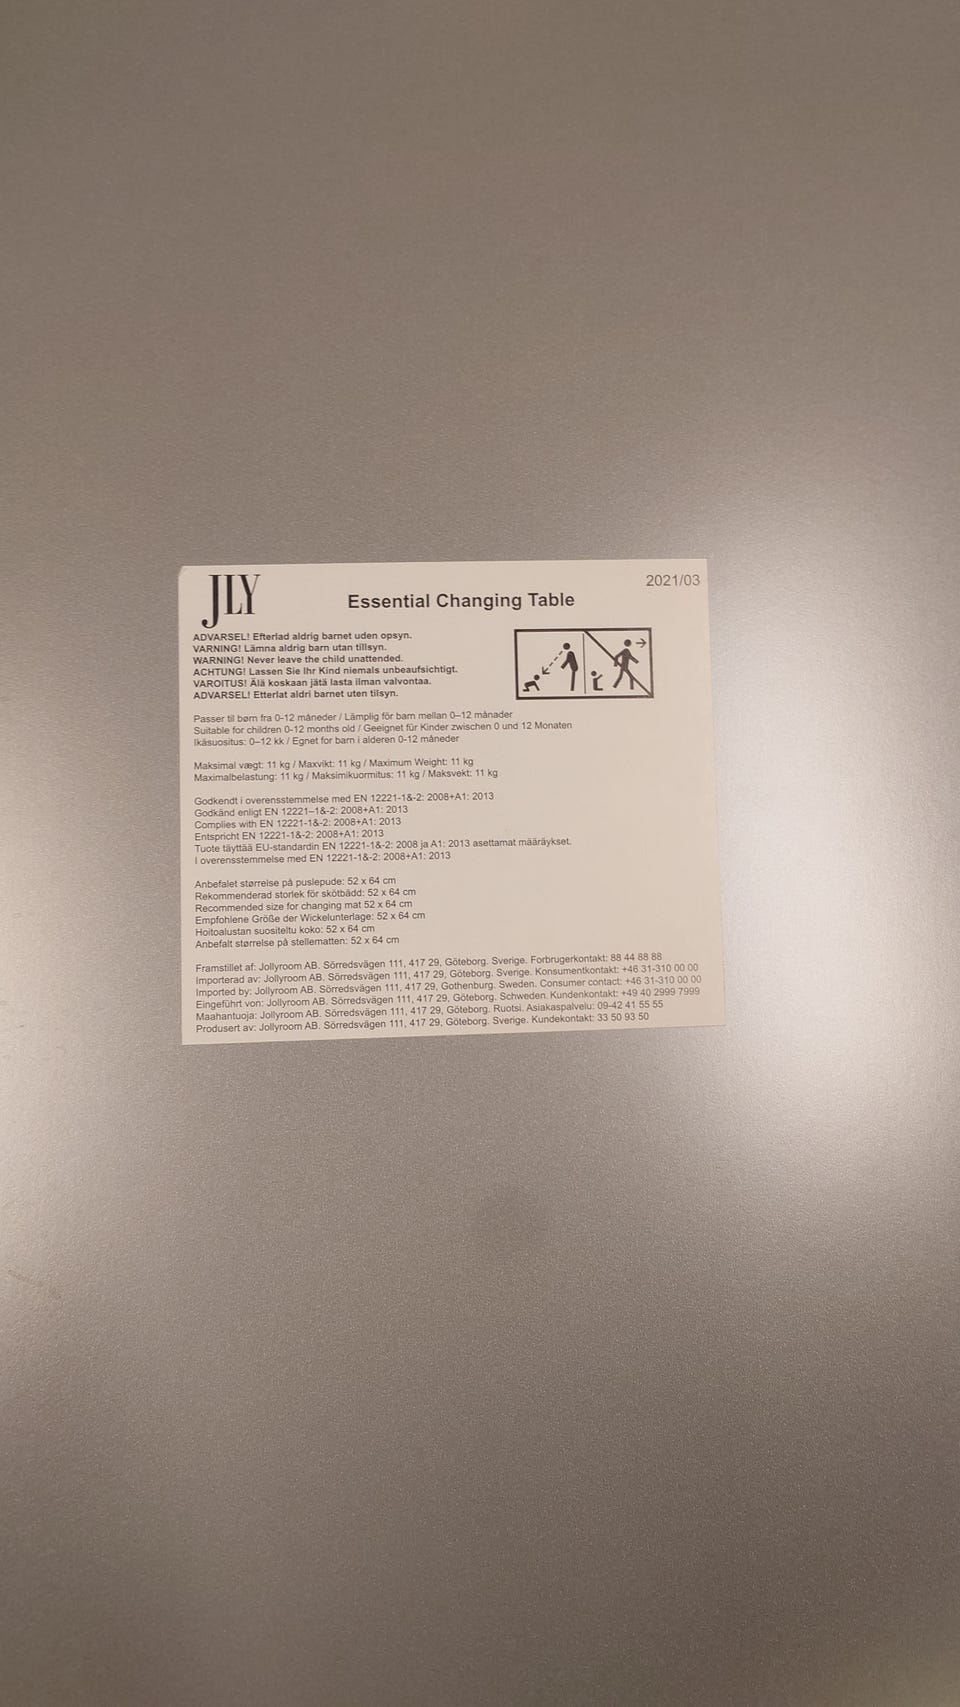 JLY
2021/03
Essential Changing Table
ADVARSEL! Efterlad aldrig barnet uden opsyn.
VARNING! Lämna aldrig barn utan tillsyn.
WARNING! Never leave the child unattended.
ACHTUNG! Lassen Sie Ihr Kind niemals unbeaufsichtigt.
VAROITUS! Älä koskaan jätä lasta ilman valvontaa.
ADVARSEL! Etterlat aldri barnet uten tilsyn.
Passer til børn fra 0-12 måneder / Lämplig för barn mellan 0–12 månader
Suitable for children 0-12 months old / Geeignet für Kinder zwischen 0 und 12 Monaten
Ikäsuositus: 0–12 kk / Egnet for barn i alderen 0-12 måneder
Maksimal vægt: 11 kg / Maxvikt: 11 kg / Maximum Weight: 11 kg
Maximalbelastung: 11 kg / Maksimikuormitus: 11 kg / Maksvekt: 11 kg
Godkendt i overensstemmelse med EN 12221-1&-2: 2008+A1: 2013
Godkänd enligt EN 12221–1&-2: 2008+A1: 2013
Complies with EN 12221-1&-2: 2008+A1: 2013
Entspricht EN 12221-1&-2: 2008+A1: 2013
Tuote täyttää EU-standardin EN 12221-1&-2: 2008 ja A1: 2013 asettamat määräykset.
I overensstemmelse med EN 12221-1&-2: 2008+A1: 2013
Anbefalet størrelse på puslepude: 52 x 64 cm
Rekommenderad storlek för skötbädd: 52 x 64 cm
Recommended size for changing mat 52 x 64 cm
Empfohlene Größe der Wickelunterlage: 52 x 64 cm
Hoitoalustan suositeltu koko: 52 x 64 cm
Anbefalt størrelse på stellematten: 52 x 64 cm
Framstillet af: Jollyroom AB. Sörredsvägen 111, 417 29, Göteborg. Sverige. Forbrugerkontakt: 88 44 88 88
Importerad av: Jollyroom AB. Sörredsvägen 111, 417 29, Göteborg. Sverige. Konsumentkontakt: +46 31-310 00 00
Imported by: Jollyroom AB. Sörredsvägen 111, 417 29, Gothenburg. Sweden. Consumer contact: +46 31-310 00 00
Eingeführt von: Jollyroom AB. Sörredsvägen 111, 417 29, Göteborg. Schweden. Kundenkontakt: +49 40 2999 7999
Maahantuoja: Jollyroom AB. Sörredsvägen 111, 417 29, Göteborg. Ruotsi. Asiakaspalvelu: 09-42 41 55 55
Produsert av: Jollyroom AB. Sörredsvägen 111, 417 29, Göteborg. Sverige. Kundekontakt: 33 50 93 50